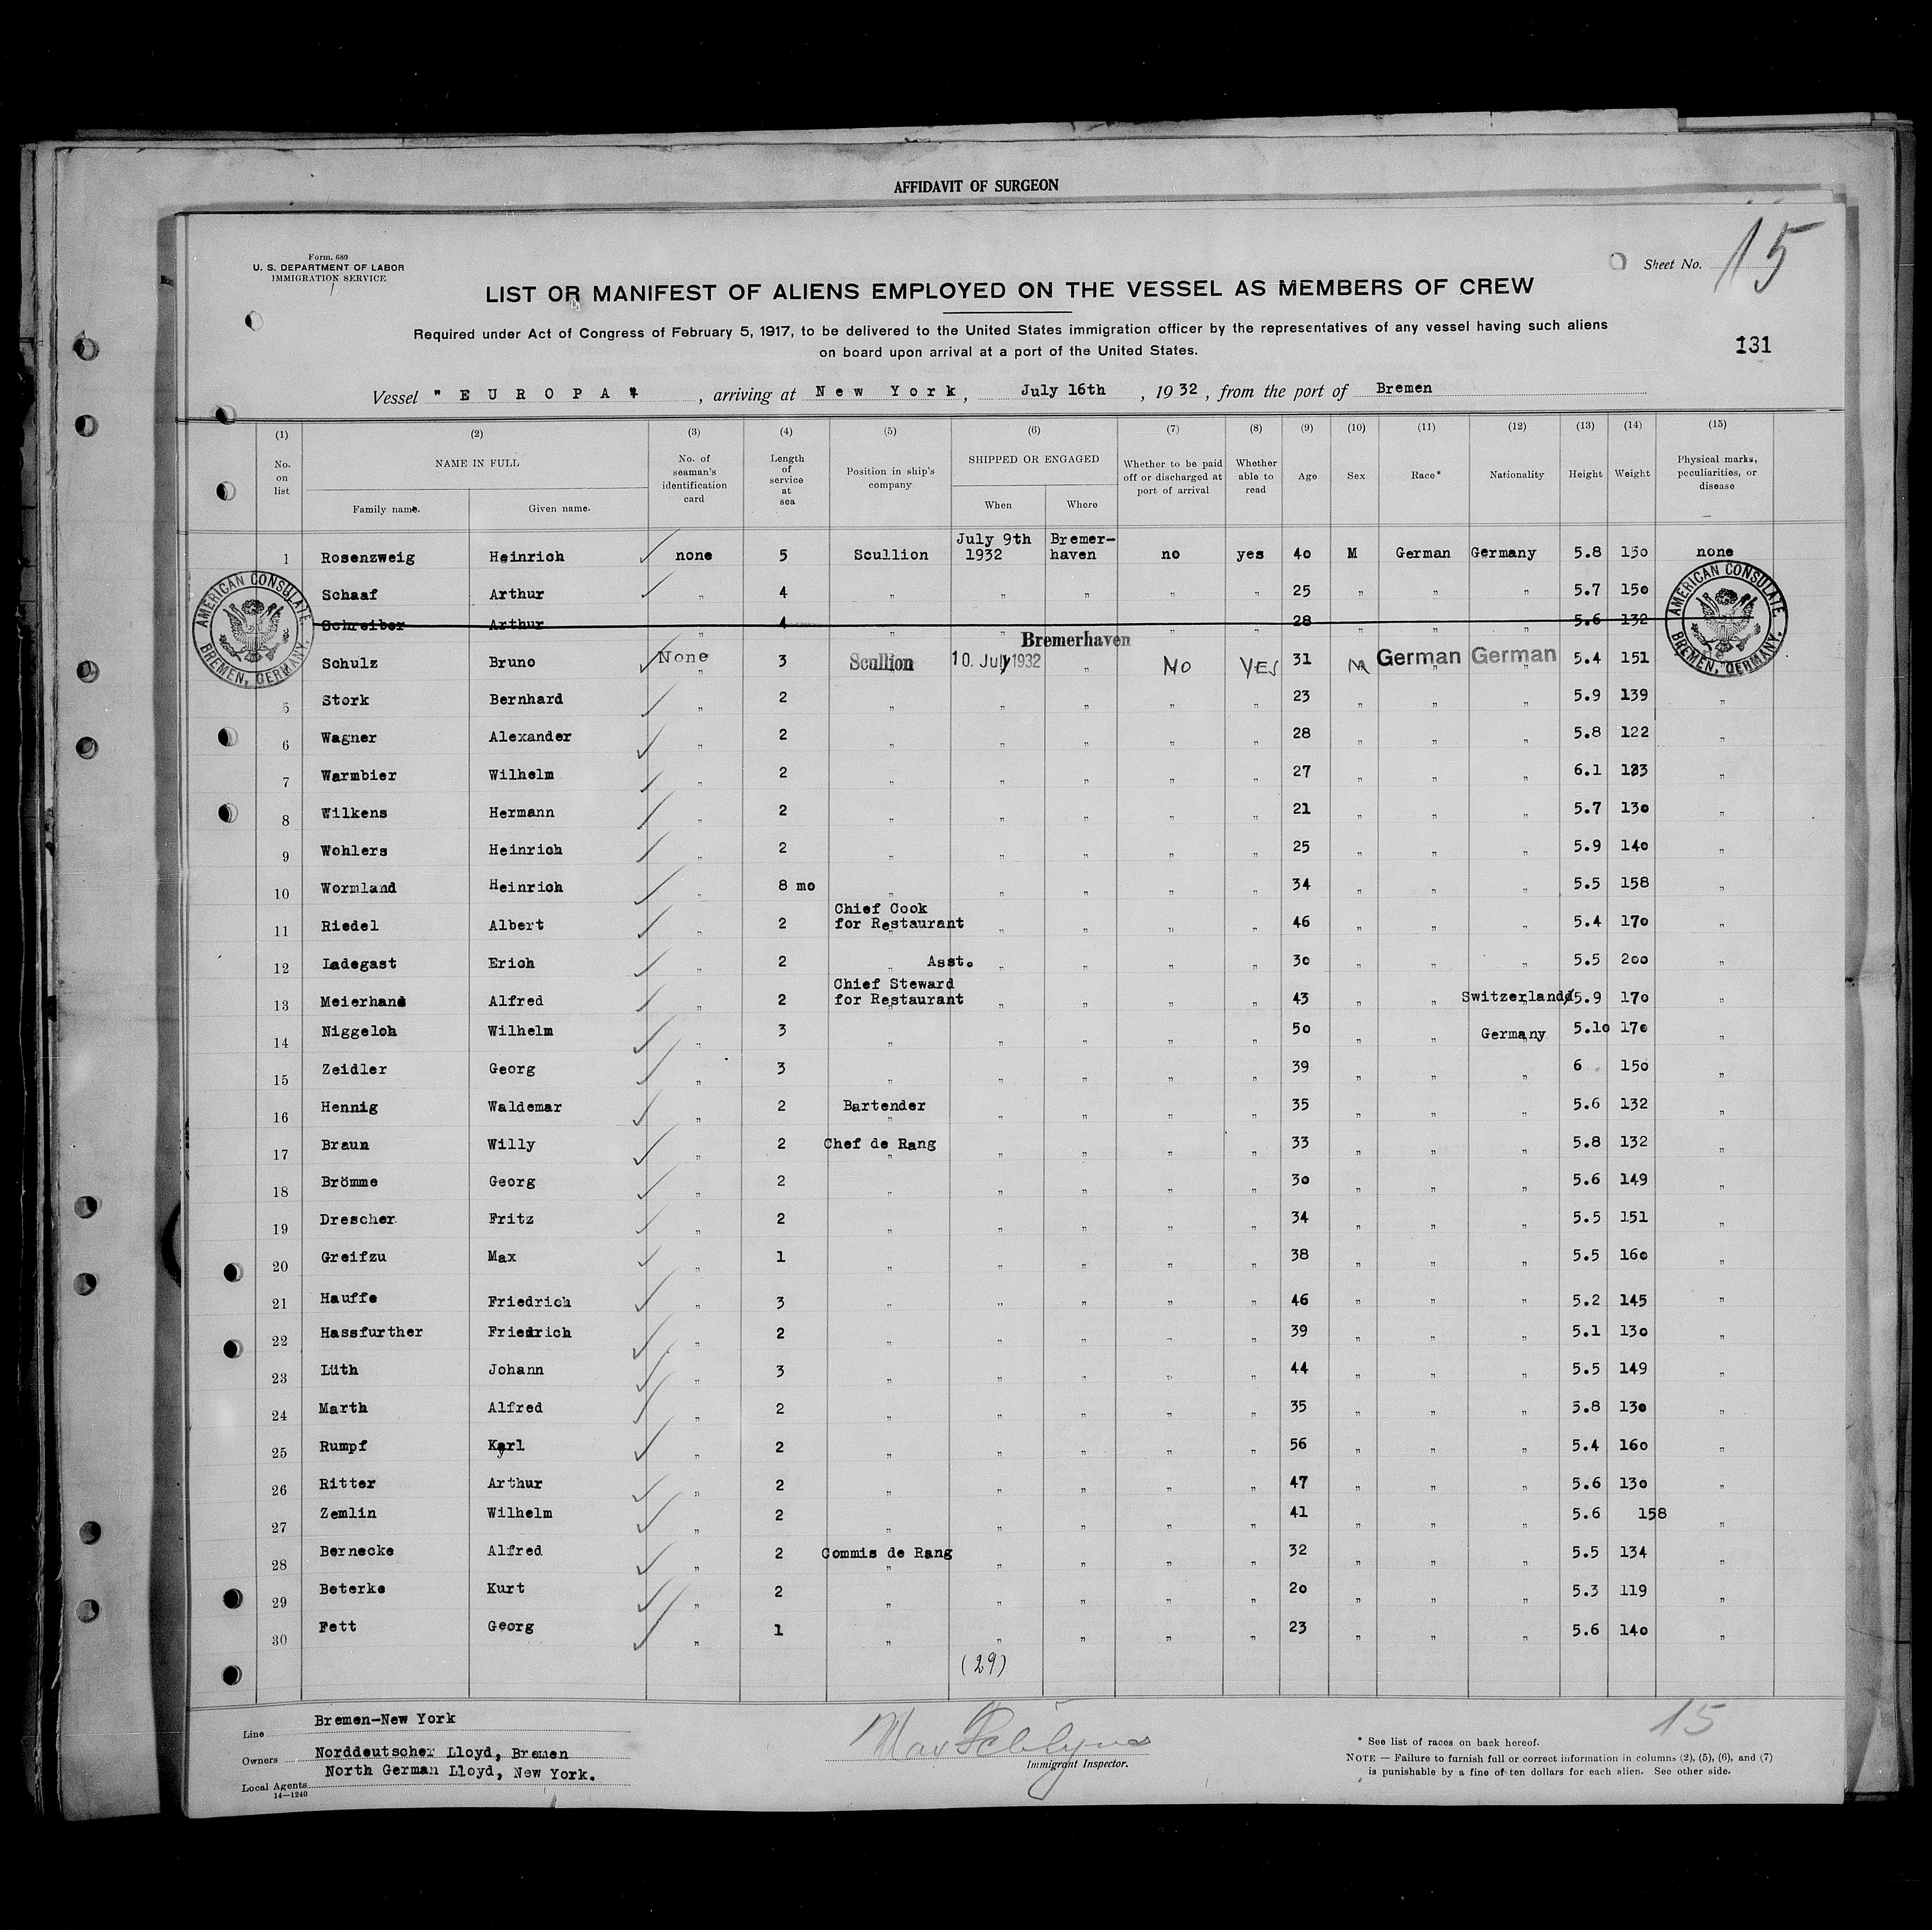 AFFIDAVIT OF SURGEON
Form. 680
U. S. DEPARTMENT OF LABOR
IMMIGRATION SERVICE
Sheet No. 15
LIST OR MANIFEST OF ALIENS EMPLOYED ON THE VESSEL AS MEMBERS OF CREW
Required under Act of Congress of February 5, 1917, to be delivered to the United States immigration officer by the representatives of any vessel having such aliens
on board upon arrival at a port of the United States.
131
Vessel "EUROPA", arriving at New York, July 16th, 1932, from the port of Bremen
(1) (2) (3) (4) (5) (6) (7) (8) (9) (10) (11) (12) (13) (14) (15)
No. on list NAME IN FULL Family name. Given name. No. of seaman's identification card Length of service at sea Position in ship's company SHIPPED OR ENGAGED When Where Whether to be paid off or discharged at port of arrival Whether able to read Age Sex Race* Nationality Height Weight Physical marks, peculiarities, or disease
1 Rosenzweig Heinrich none 5 Scullion July 9th 1932 Bremer-haven no yes 40 M German Germany 5.8 150 none
Schaaf Arthur " 4 " " " " " 25 " " " 5.7 150
Schreiber Arthur " 4 " " " " 28 " " " 5.6 132
Schulz Bruno None " 3 Scullion 10. July 1932 Bremerhaven " No YES 31 M German German 5.4 151
5 Stork Bernhard " 2 " " " " " 23 " " " 5.9 139 "
6 Wagner Alexander " 2 " " " " " 28 " " " 5.8 122 "
7 Warmbier Wilhelm " 2 " " " " " 27 " " " 6.1 123 "
8 Wilkens Hermann " 2 " " " " " 21 " " " 5.7 130 "
9 Wohlers Heinrich " 2 " " " " " 25 " " " 5.9 140 "
10 Wormland Heinrich " 8 mo " " " " " 34 " " " 5.5 158 "
11 Riedel Albert " 2 Chief Cook for Restaurant " " " " 46 " " " 5.4 170 "
12 Ladegast Erich " 2 " Asst. " " " " 30 " " " 5.5 200 "
13 Meierhans Alfred " 2 Chief Steward for Restaurant " " " " 43 " " Switzerland 5.9 170 "
14 Niggeloh Wilhelm " 3 " " " " " 50 " " Germany 5.10 170 "
15 Zeidler Georg " 3 " " " " " 39 " " " 6 150 "
16 Hennig Waldemar " 2 Bartender " " " " 35 " " " 5.6 132 "
17 Braun Willy " 2 Chef de Rang " " " " 33 " " " 5.8 132 "
18 Brömme Georg " 2 " " " " " 30 " " " 5.6 149 "
19 Drescher Fritz " 2 " " " " " 34 " " " 5.5 151 "
20 Greifzu Max " 1 " " " " " 38 " " " 5.5 160 "
21 Hauffe Friedrich " 3 " " " " " 46 " " " 5.2 145 "
22 Hassfurther Friedrich " 2 " " " " " 39 " " " 5.1 130 "
23 Lüth Johann " 3 " " " " " 44 " " " 5.5 149 "
24 Marth Alfred " 2 " " " " " 35 " " " 5.8 130 "
25 Rumpf Karl " 2 " " " " " 56 " " " 5.4 160 "
26 Ritter Arthur " 2 " " " " " 47 " " " 5.6 130 "
27 Zemlin Wilhelm " 2 " " " " " 41 " " " 5.6 158 "
28 Bernecke Alfred " 2 Commis de Rang " " " " 32 " " " 5.5 134 "
29 Beterke Kurt " 2 " " " " " 20 " " " 5.3 119 "
30 Fett Georg " 1 " " " " " 23 " " " 5.6 140 "
AMERICAN CONSULATE. BREMEN, GERMANY.
AMERICAN CONSULATE. BREMEN, GERMANY.
(29)
Line Bremen-New York
Owners Norddeutscher Lloyd, Bremen
Local Agents North German Lloyd, New York.
14—1240
Max
Immigrant Inspector.
15
* See list of races on back hereof.
NOTE — Failure to furnish full or correct information in columns (2), (5), (6), and (7)
is punishable by a fine of ten dollars for each alien. See other side.